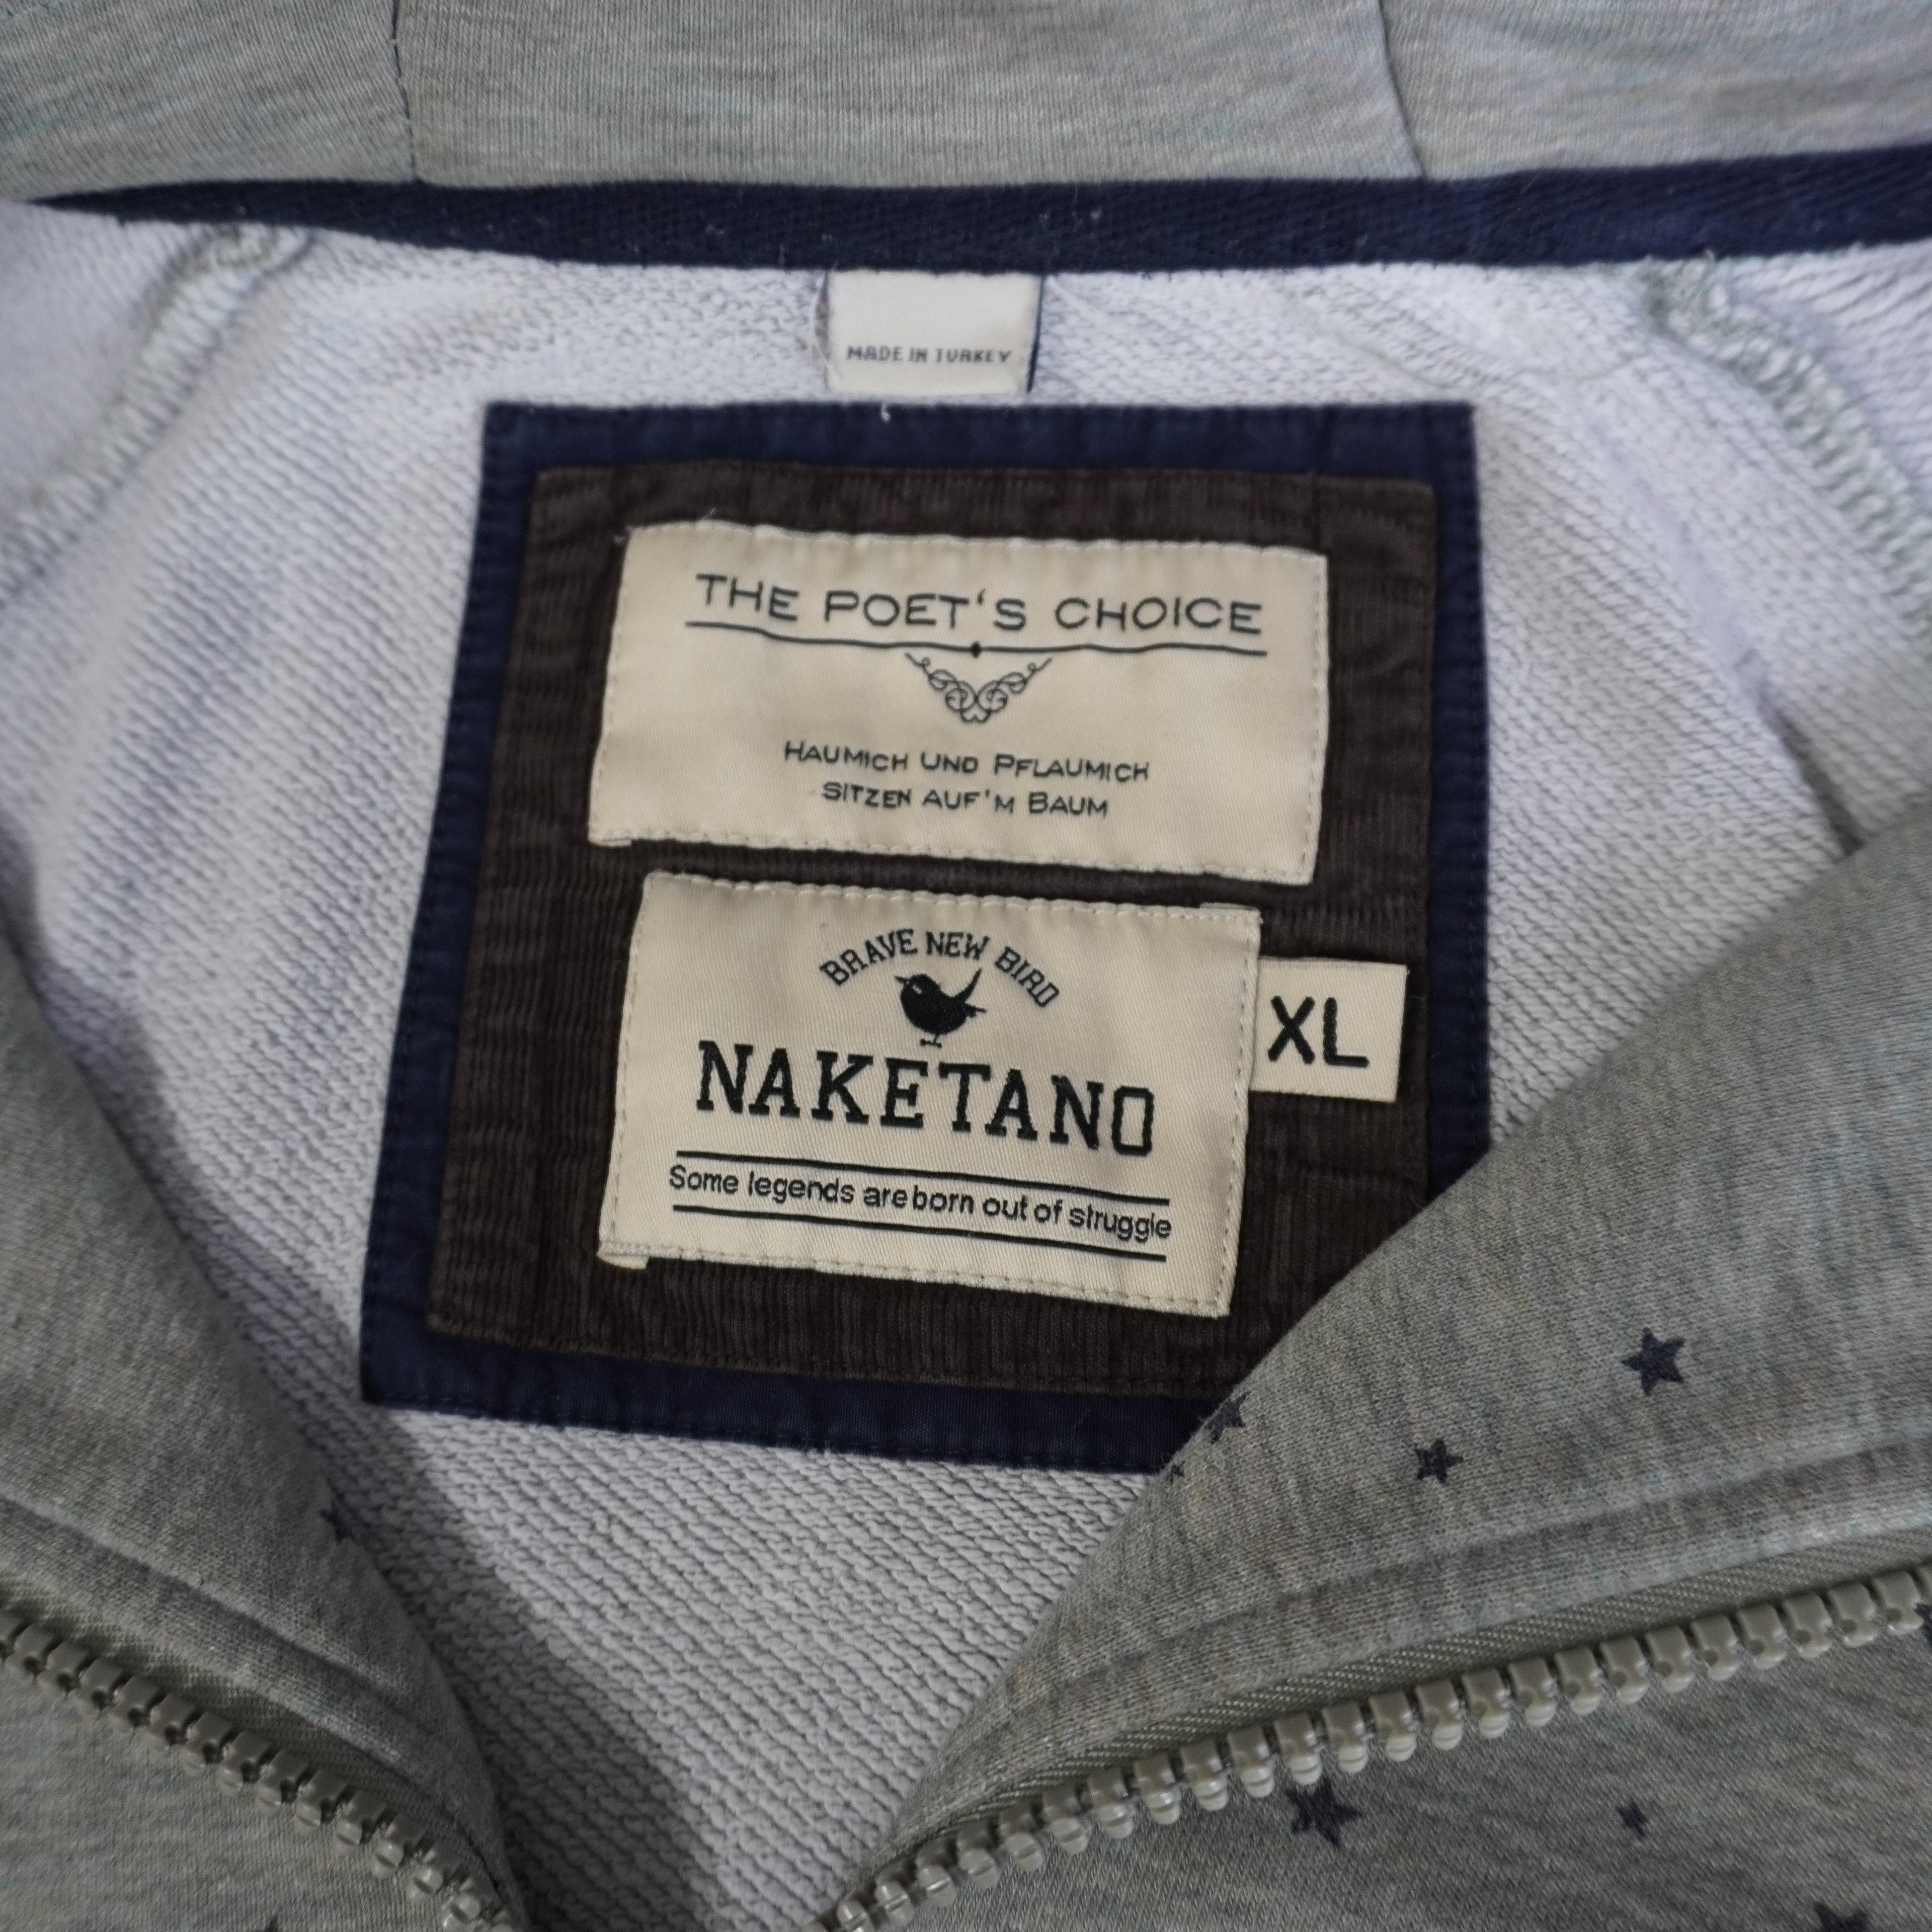 MADE IN TURKEY
THE POET'S CHOICE
HAUMICH UND PFLAUMICH
SITZEN AUF'M BAUM
BRAVE NEW BIRD
NAKETANO
XL
Some legends are born out of struggle